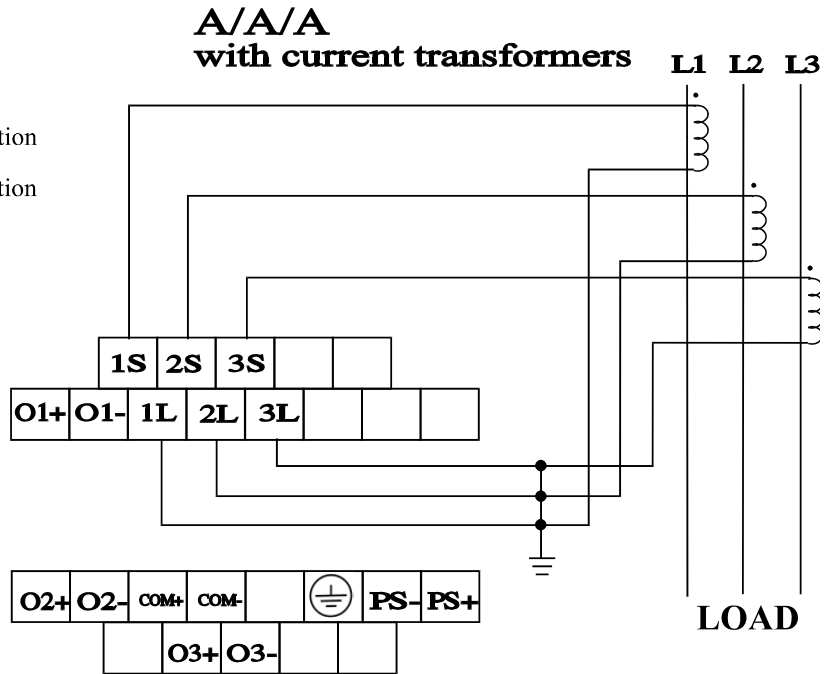 A/A/A
with current transformers
L1 L2 L3
tion
tion
1S 2S 3S
O1+ O1- 1L 2L 3L
O2+ O2- COM+ COM- PS- PS+
LOAD
O3+ O3-